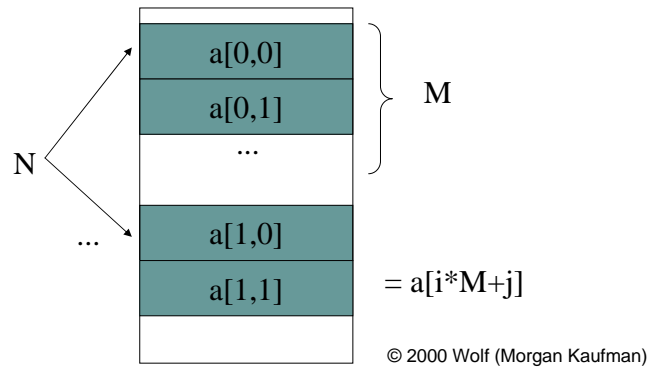 a[0,0]
M
a[0,1]
...
N
... a[1,0]
a[1,1] = a[i*M+j]
© 2000 Wolf (Morgan Kaufman)